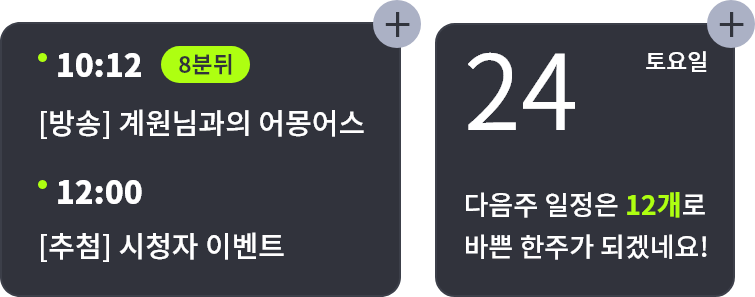 10:12 8분뒤
[방송] 계원님과의 어몽어스
12:00
[추첨] 시청자 이벤트
24 토요일
다음주 일정은 12개로
바쁜 한주가 되겠네요!